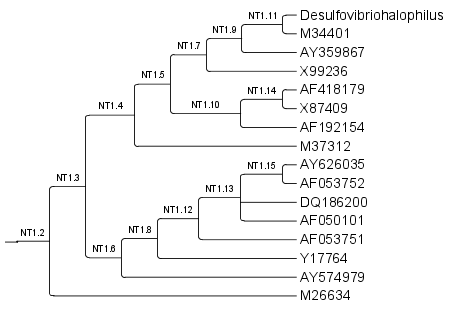 NT1.11 Desulfovibriohalophilus
NT1.9 M34401
NT1.7 AY359867
X99236
NT1.5
NT1.14 AF418179
NT1.4 X87409
NT1.10 AF192154
M37312
NT1.15 AY626035
NT1.3 AF053752
NT1.13 DQ186200
NT1.12 AF050101
NT1.2 NT1.8 AF053751
NT1.6 Y17764
AY574979
M26634